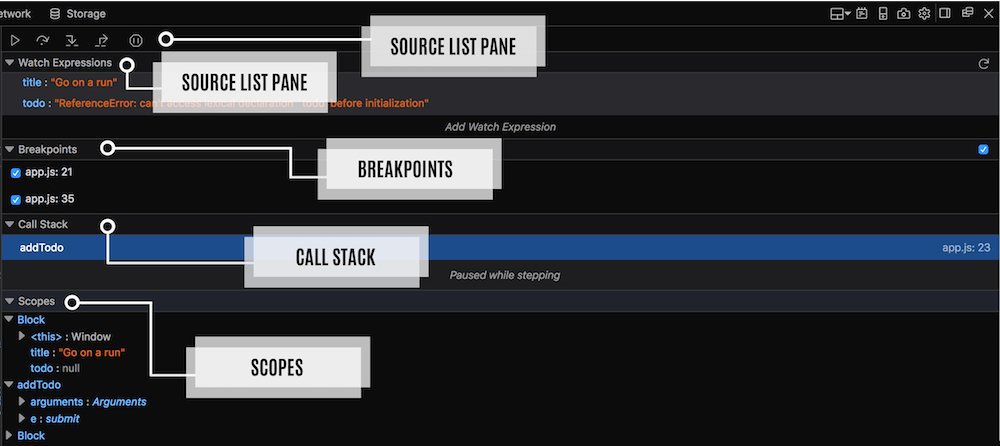 etwork Storage
SOURCE LIST PANE
Watch Expressions
SOURCE LIST PANE
title : "Go on a run"
todo : "ReferenceError: can't access lexical declaration 'todo' before initialization"
Add Watch Expression
Breakpoints
BREAKPOINTS
app.js: 21
app.js: 35
Call Stack
addTodo app.js: 23
CALL STACK
Paused while stepping
Scopes
Block
<this> : Window
title : "Go on a run"
todo : null
SCOPES
addTodo
arguments : Arguments
e : submit
Block